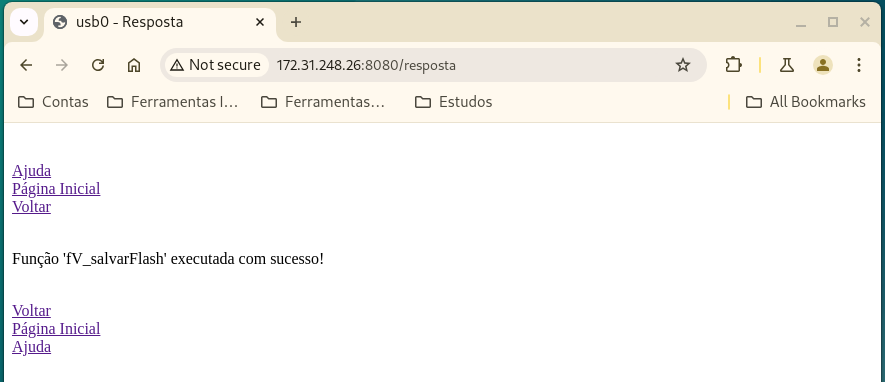 usb0 - Resposta
Not secure 172.31.248.26:8080/resposta
Contas Ferramentas I... Ferramentas... Estudos All Bookmarks
Ajuda
Página Inicial
Voltar
Função 'fV_salvarFlash' executada com sucesso!
Voltar
Página Inicial
Ajuda